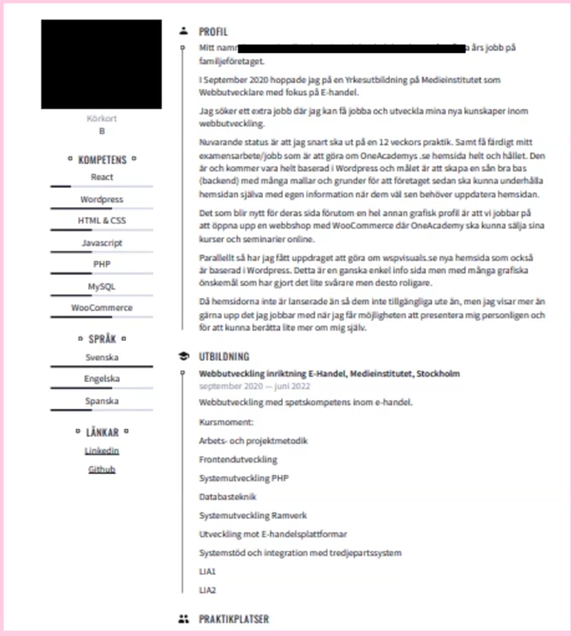 Körkort
B
KOMPETENS
React
Wordpress
HTML & CSS
Javascript
PHP
MySQL
WooCommerce
SPRÅK
Svenska
Engelska
Spanska
LÄNKAR
Linkedin
Github
PROFIL
Mitt namn
års jobb på
familjeföretaget.
I September 2020 hoppade jag på en Yrkesutbildning på Medieinstitutet som
Webbutvecklare med fokus på E-handel.
Jag söker ett extra jobb där jag kan få jobba och utveckla mina nya kunskaper inom
webbutveckling.
Nuvarande status är att jag snart ska ut på en 12 veckors praktik. Samt få färdigt mitt
examensarbete/jobb som är att göra om OneAcademys .se hemsida helt och hållet. Den
är och kommer vara helt baserad i Wordpress och målet är att skapa en sån bra bas
(backend) med många mallar och grunder för att företaget sedan ska kunna underhålla
hemsidan själva med egen information när dem väl sen behöver uppdatera hemsidan.
Det som blir nytt för deras sida förutom en hel annan grafisk profil är att vi jobbar på
att öppna upp en webbshop med WooCommerce där OneAcademy ska kunna sälja sina
kurser och seminarier online.
Parallellt så har jag fått uppdraget att göra om wspvisuals.se nya hemsida som också
är baserad i Wordpress. Detta är en ganska enkel info sida men med många grafiska
önskemål som har gjort det lite svårare men desto roligare.
Då hemsidorna inte är lanserade än så dem inte tillgängliga ute än, men jag visar mer än
gärna upp det jag jobbar med när jag får möjligheten att presentera mig personligen och
för att kunna berätta lite mer om mig själv.
UTBILDNING
Webbutveckling inriktning E-Handel, Medieinstitutet, Stockholm
september 2020 — juni 2022
Webbutveckling med spetskompetens inom e-handel.
Kursmoment:
Arbets- och projektmetodik
Frontendutveckling
Systemutveckling PHP
Databasteknik
Systemutveckling Ramverk
Utveckling mot E-handelsplattformar
Systemstöd och integration med tredjepartssystem
LIA1
LIA2
PRAKTIKPLATSER